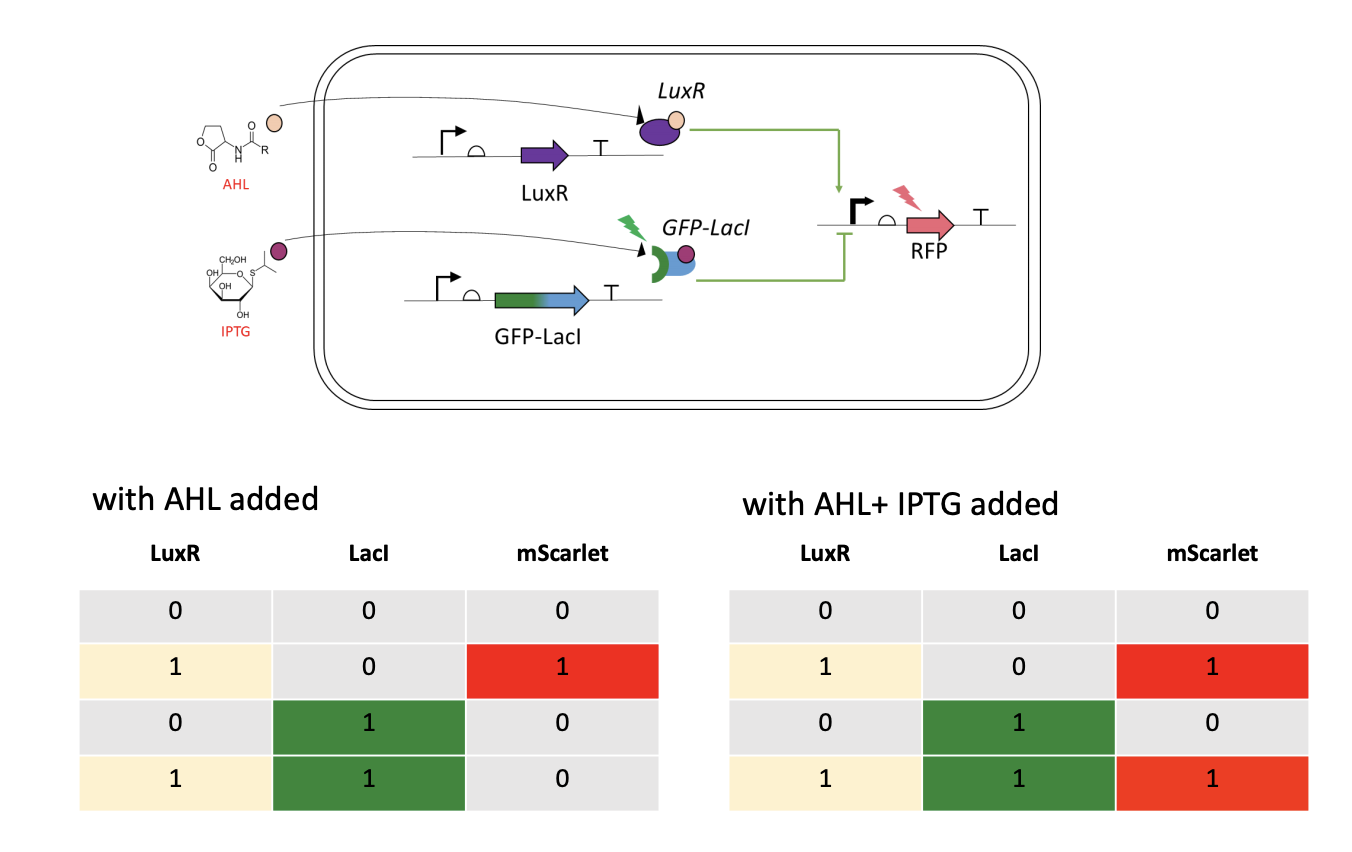 LuxR
O
O
O
N
H
R
AHL
LuxR
GFP-LacI
RFP
CH₂OH
OH
O
S
OH
OH
IPTG
GFP-LacI
with AHL added
LuxR LacI mScarlet
0 0 0
1 0 1
0 1 0
1 1 0
with AHL+ IPTG added
LuxR LacI mScarlet
0 0 0
1 0 1
0 1 0
1 1 1